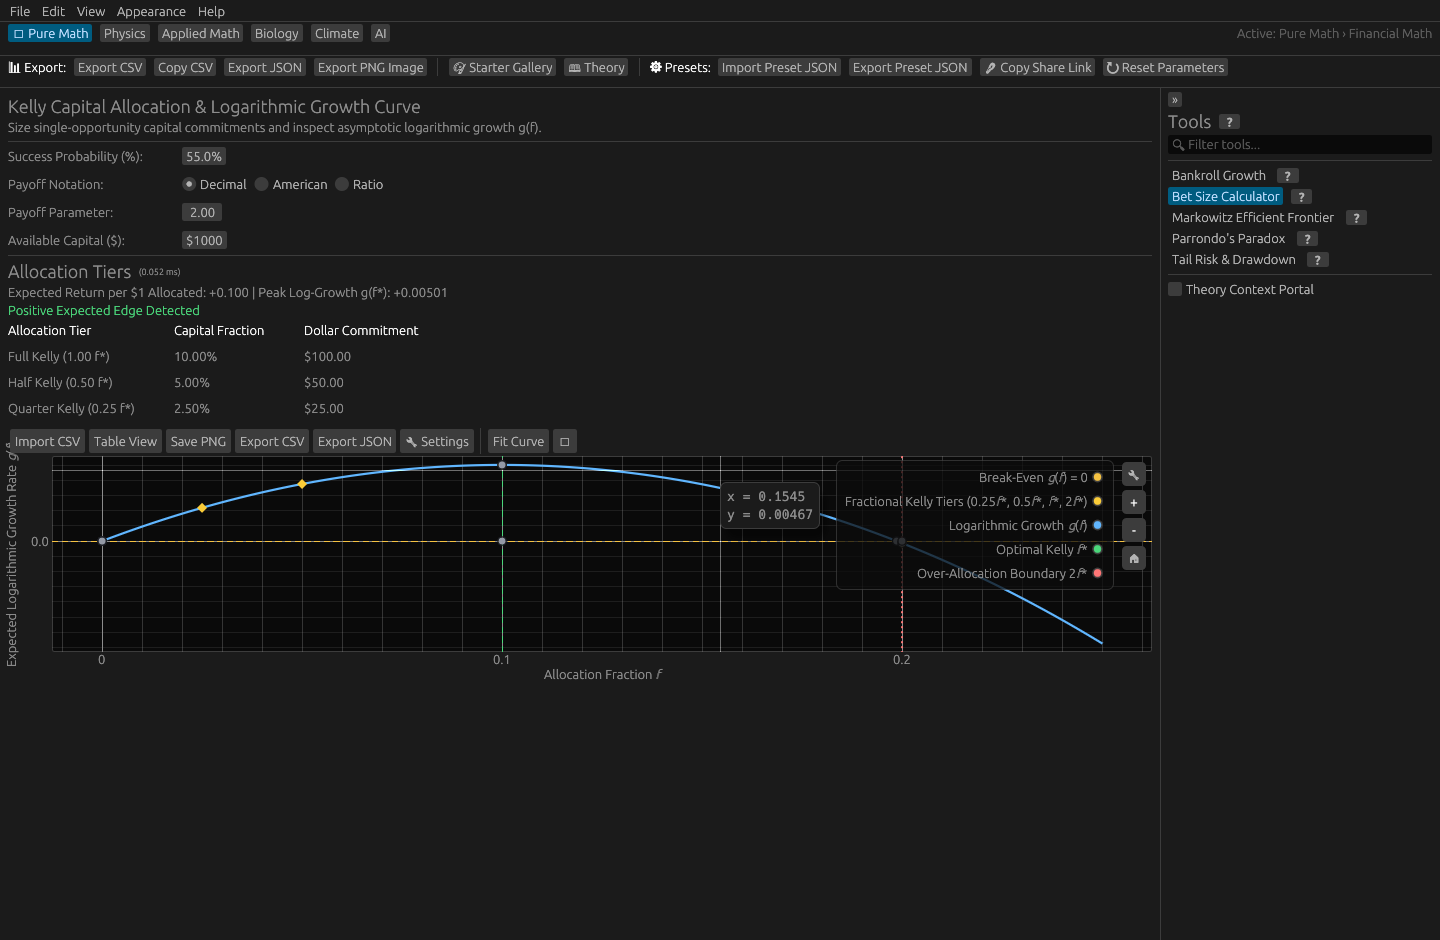 File Edit View Appearance Help
Pure Math Physics Applied Math Biology Climate AI Active: Pure Math › Financial Math
Export: Export CSV Copy CSV Export JSON Export PNG Image Starter Gallery Theory Presets: Import Preset JSON Export Preset JSON Copy Share Link Reset Parameters
Kelly Capital Allocation & Logarithmic Growth Curve
Size single-opportunity capital commitments and inspect asymptotic logarithmic growth g(f).
Success Probability (%): 55.0%
Payoff Notation: Decimal American Ratio
Payoff Parameter: 2.00
Available Capital ($): $1000
Allocation Tiers (0.052 ms)
Expected Return per $1 Allocated: +0.100 | Peak Log-Growth g(f*): +0.00501
Positive Expected Edge Detected
Allocation Tier Capital Fraction Dollar Commitment
Full Kelly (1.00 f*) 10.00% $100.00
Half Kelly (0.50 f*) 5.00% $50.00
Quarter Kelly (0.25 f*) 2.50% $25.00
Import CSV Table View Save PNG Export CSV Export JSON Settings Fit Curve
Expected Logarithmic Growth Rate
0.0
x = 0.1545
y = 0.00467
Break-Even g(f) = 0
Fractional Kelly Tiers (0.25f*, 0.5f*, f*, 2f*)
Logarithmic Growth g(f)
Optimal Kelly f*
Over-Allocation Boundary 2f*
+
-
0 0.1 0.2
Allocation Fraction f
»
Tools ?
Filter tools...
Bankroll Growth ?
Bet Size Calculator ?
Markowitz Efficient Frontier ?
Parrondo's Paradox ?
Tail Risk & Drawdown ?
Theory Context Portal